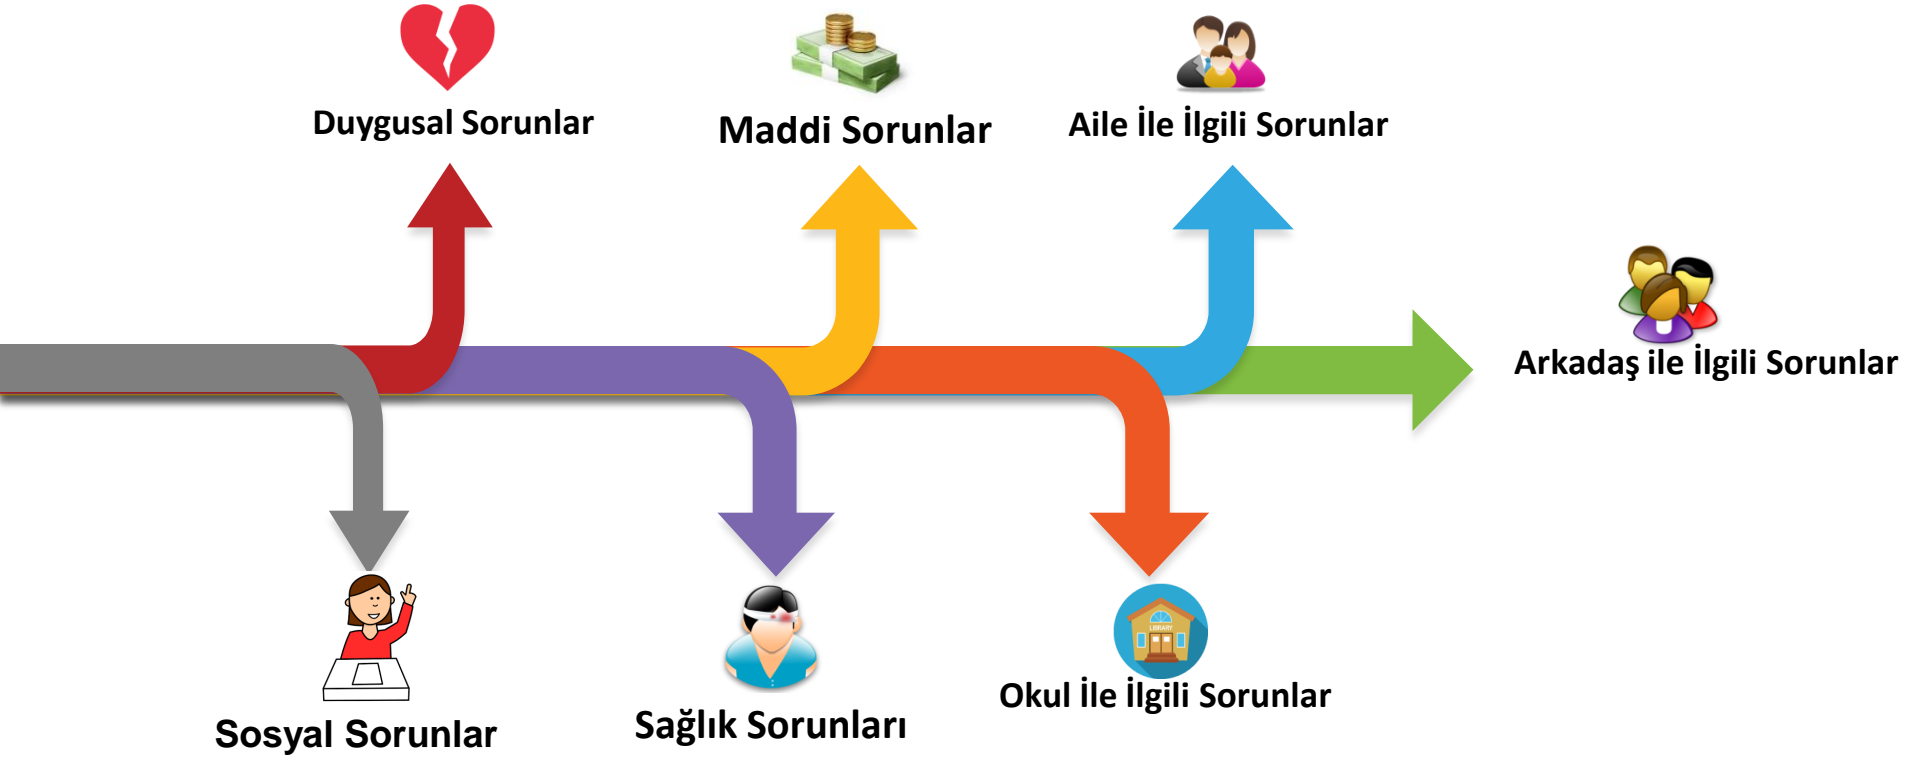 Duygusal Sorunlar
Maddi Sorunlar
Aile İle İlgili Sorunlar
Arkadaş ile İlgili Sorunlar
LIBRARY
Okul İle İlgili Sorunlar
Sağlık Sorunları
Sosyal Sorunlar